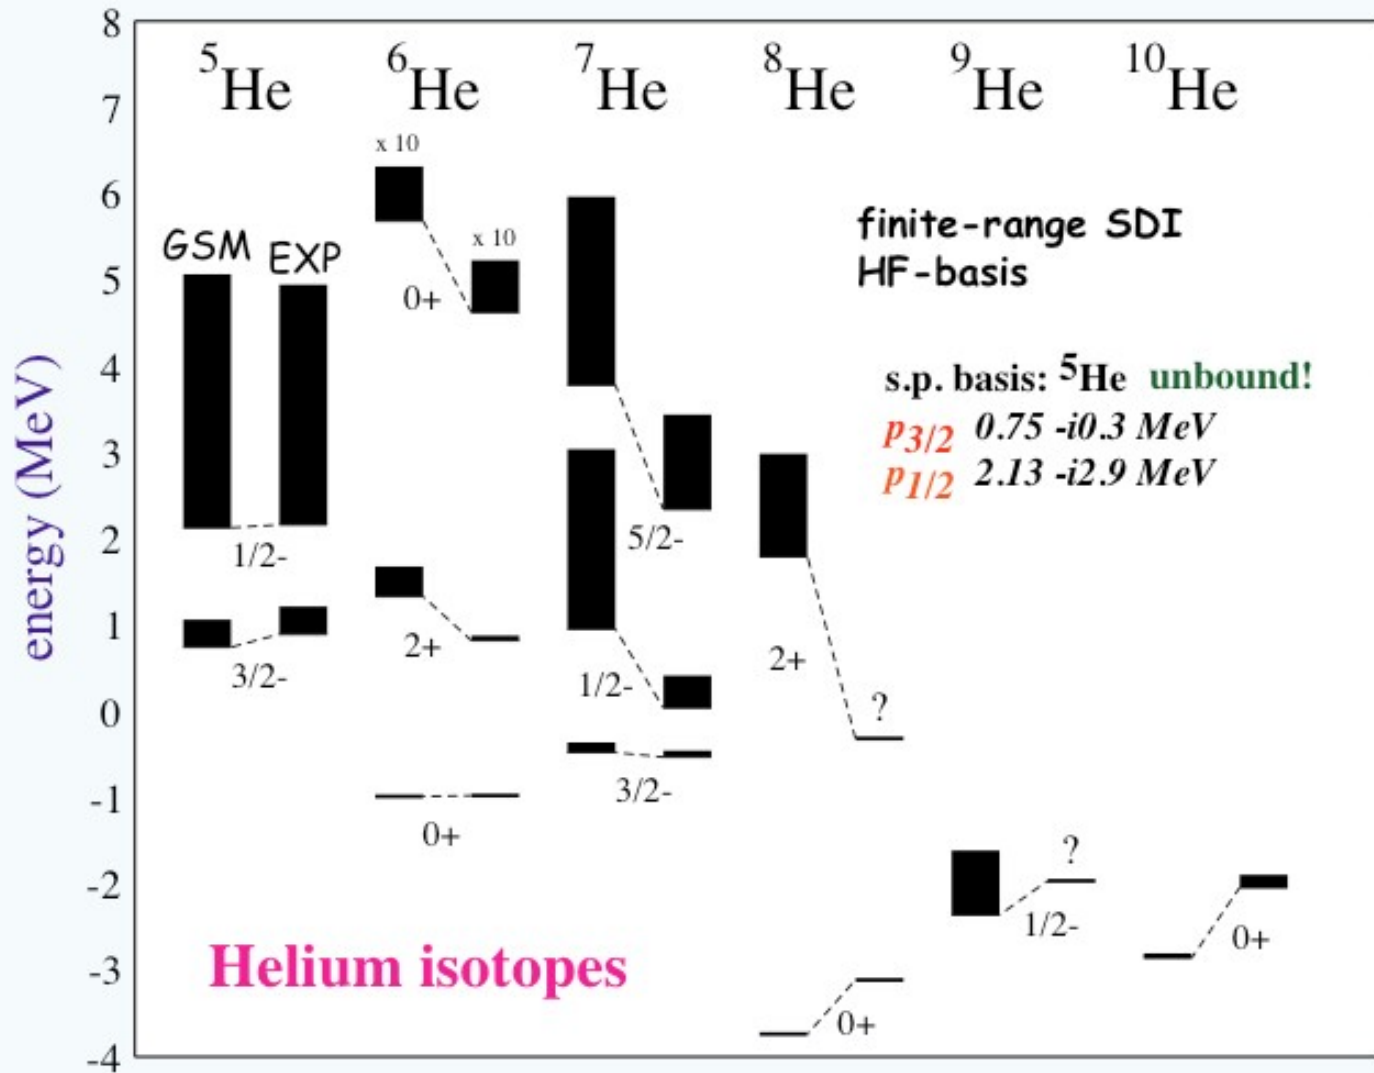 8
7
6
5
4
3
2
1
0
-1
-2
-3
-4
energy (MeV)
⁵He ⁶He ⁷He ⁸He ⁹He ¹⁰He
x 10
x 10
0+
GSM EXP
finite-range SDI
HF-basis
s.p. basis: ⁵He unbound!
p3/2 0.75 -i0.3 MeV
p1/2 2.13 -i2.9 MeV
1/2-
3/2-
2+
0+
5/2-
1/2-
3/2-
2+
?
0+
?
1/2-
0+
Helium isotopes